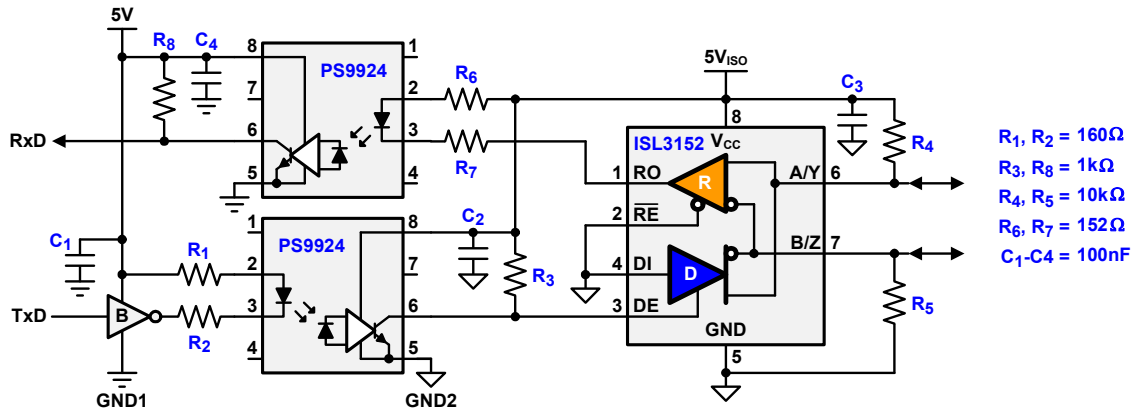 5V
R8
C4
8
7
6
5
PS9924
1
2
3
4
R6
R7
RxD
5VISO
C3
8
ISL3152
VCC
R4
1
RO
R
A/Y
6
2
RE
B/Z
7
4
DI
D
3
DE
GND
5
R5
C1
R1
R2
TxD
B
GND1
1
2
3
4
PS9924
8
7
6
5
C2
R3
GND2
R1, R2 = 160Ω
R3, R8 = 1kΩ
R4, R5 = 10kΩ
R6, R7 = 152Ω
C1-C4 = 100nF